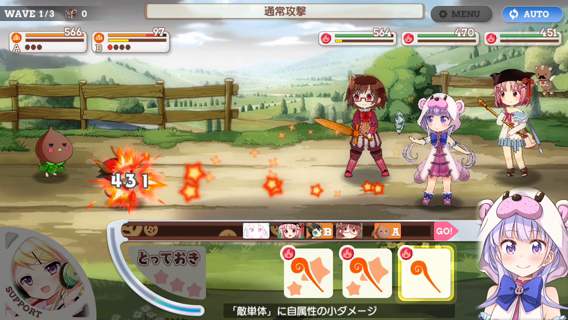 WAVE 1/3 0
通常攻撃
MENU
AUTO
566
A
97
B
564
470
451
431
B
A
GO!
とっておき
SUPPORT
「敵単体」に自属性の小ダメージ